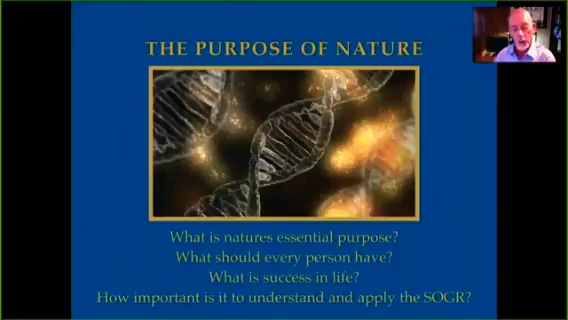 THE PURPOSE OF NATURE
What is natures essential purpose?
What should every person have?
What is success in life?
How important is it to understand and apply the SOGR?